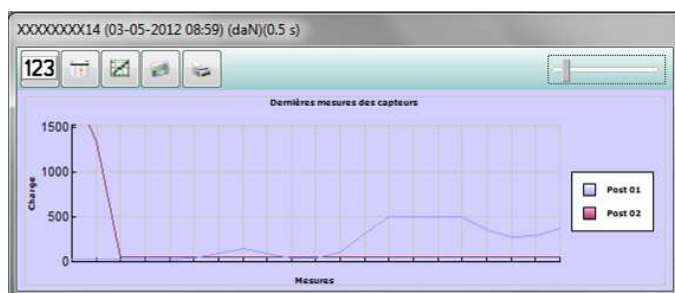 XXXXXXXX14 (03-05-2012 08:59) (daN)(0.5 s)
123
Dernières mesures des capteurs
1500
1000
500
0
Charge
Mesures
Post 01
Post 02